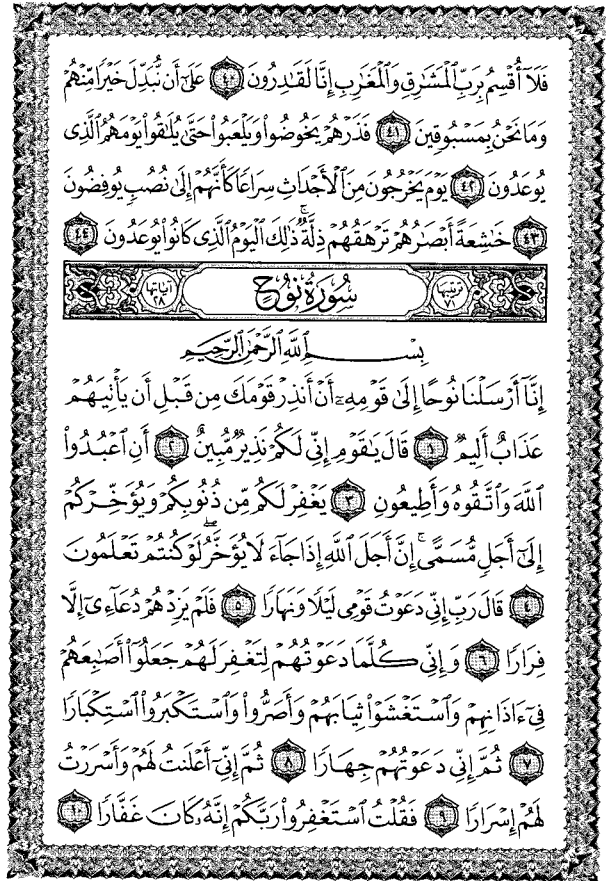 فَلَآ أُقْسِمُ بِرَبِّ ٱلْمَشَٰرِقِ وَٱلْمَغَٰرِبِ إِنَّا لَقَٰدِرُونَ ٤٠ عَلَىٰٓ أَن نُّبَدِّلَ خَيْرًا مِّنْهُمْ
وَمَا نَحْنُ بِمَسْبُوقِينَ ٤١ فَذَرْهُمْ يَخُوضُوا۟ وَيَلْعَبُوا۟ حَتَّىٰ يُلَٰقُوا۟ يَوْمَهُمُ ٱلَّذِى
يُوعَدُونَ ٤٢ يَوْمَ يَخْرُجُونَ مِنَ ٱلْأَجْدَاثِ سِرَاعًا كَأَنَّهُمْ إِلَىٰ نُصُبٍ يُوفِضُونَ
٤٣ خَٰشِعَةً أَبْصَٰرُهُمْ تَرْهَقُهُمْ ذِلَّةٌ ۚ ذَٰلِكَ ٱلْيَوْمُ ٱلَّذِى كَانُوا۟ يُوعَدُونَ ٤٤
ترتيبها ٧١ سُورَةُ نُوحٍ آياتها ٢٨
بِسْمِ ٱللَّهِ ٱلرَّحْمَٰنِ ٱلرَّحِيمِ
إِنَّآ أَرْسَلْنَا نُوحًا إِلَىٰ قَوْمِهِۦٓ أَنْ أَنذِرْ قَوْمَكَ مِن قَبْلِ أَن يَأْتِيَهُمْ
عَذَابٌ أَلِيمٌ ١ قَالَ يَٰقَوْمِ إِنِّى لَكُمْ نَذِيرٌ مُّبِينٌ ٢ أَنِ ٱعْبُدُوا۟
ٱللَّهَ وَٱتَّقُوهُ وَأَطِيعُونِ ٣ يَغْفِرْ لَكُم مِّن ذُنُوبِكُمْ وَيُؤَخِّرْكُمْ
إِلَىٰٓ أَجَلٍ مُّسَمًّى ۚ إِنَّ أَجَلَ ٱللَّهِ إِذَا جَآءَ لَا يُؤَخَّرُ ۖ لَوْ كُنتُمْ تَعْلَمُونَ
٤ قَالَ رَبِّ إِنِّى دَعَوْتُ قَوْمِى لَيْلًا وَنَهَارًا ٥ فَلَمْ يَزِدْهُمْ دُعَآءِىٓ إِلَّا
فِرَارًا ٦ وَإِنِّى كُلَّمَا دَعَوْتُهُمْ لِتَغْفِرَ لَهُمْ جَعَلُوٓا۟ أَصَٰبِعَهُمْ
فِىٓ ءَاذَانِهِمْ وَٱسْتَغْشَوْا۟ ثِيَابَهُمْ وَأَصَرُّوا۟ وَٱسْتَكْبَرُوا۟ ٱسْتِكْبَارًا
٧ ثُمَّ إِنِّى دَعَوْتُهُمْ جِهَارًا ٨ ثُمَّ إِنِّىٓ أَعْلَنتُ لَهُمْ وَأَسْرَرْتُ
لَهُمْ إِسْرَارًا ٩ فَقُلْتُ ٱسْتَغْفِرُوا۟ رَبَّكُمْ إِنَّهُۥ كَانَ غَفَّارًا ١٠